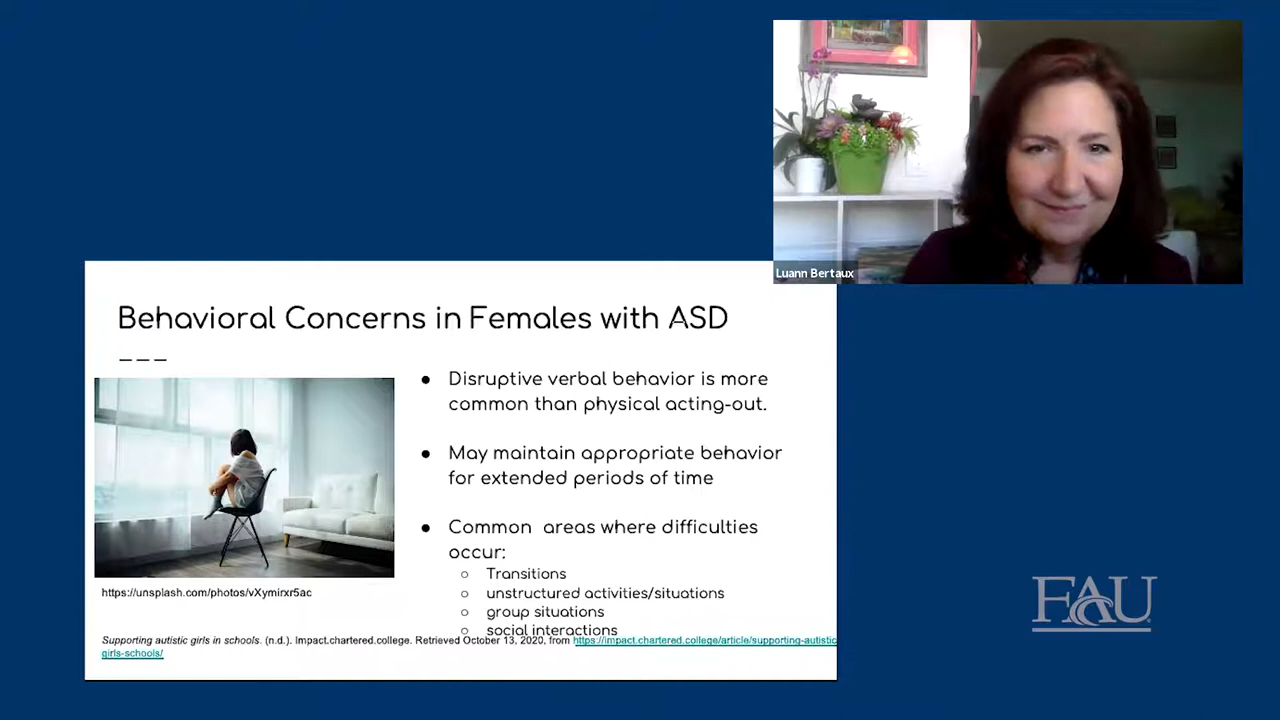 Luann Bertaux
Behavioral Concerns in Females with ASD
---
● Disruptive verbal behavior is more
common than physical acting-out.
● May maintain appropriate behavior
for extended periods of time
● Common areas where difficulties
occur:
○ Transitions
○ unstructured activities/situations
○ group situations
○ social interactions
https://unsplash.com/photos/vXymirxr5ac
Supporting autistic girls in schools. (n.d.). Impact.chartered.college. Retrieved October 13, 2020, from https://impact.chartered.college/article/supporting-autistic
girls-schools/
FAU